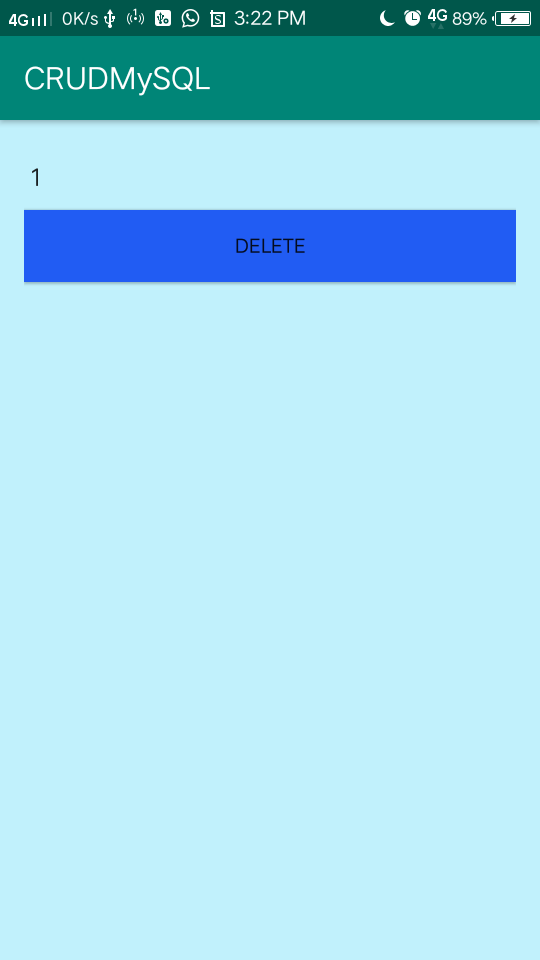 4G 0K/s 3:22 PM 4G 89%
CRUDMySQL
1
DELETE